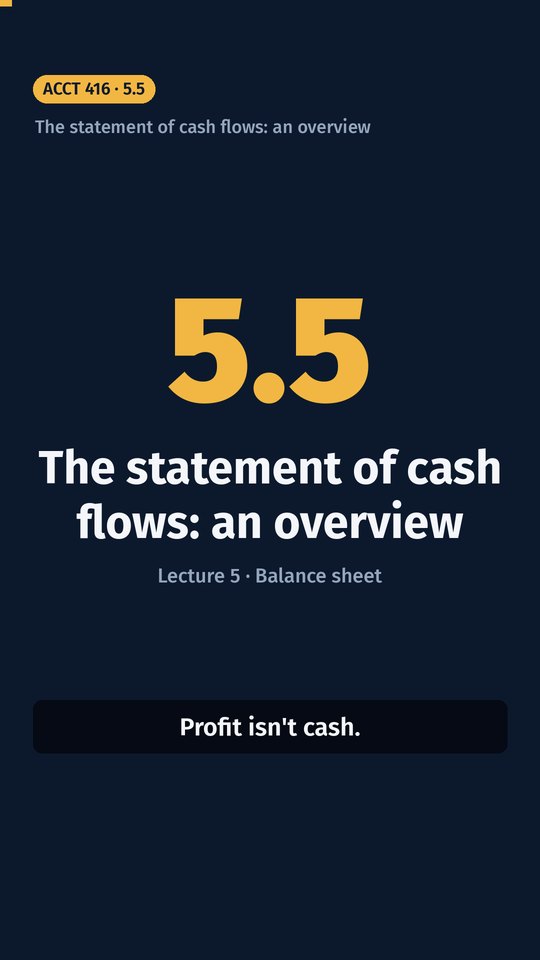 ACCT 416 · 5.5
The statement of cash flows: an overview
5.5
The statement of cash
flows: an overview
Lecture 5 · Balance sheet
Profit isn't cash.